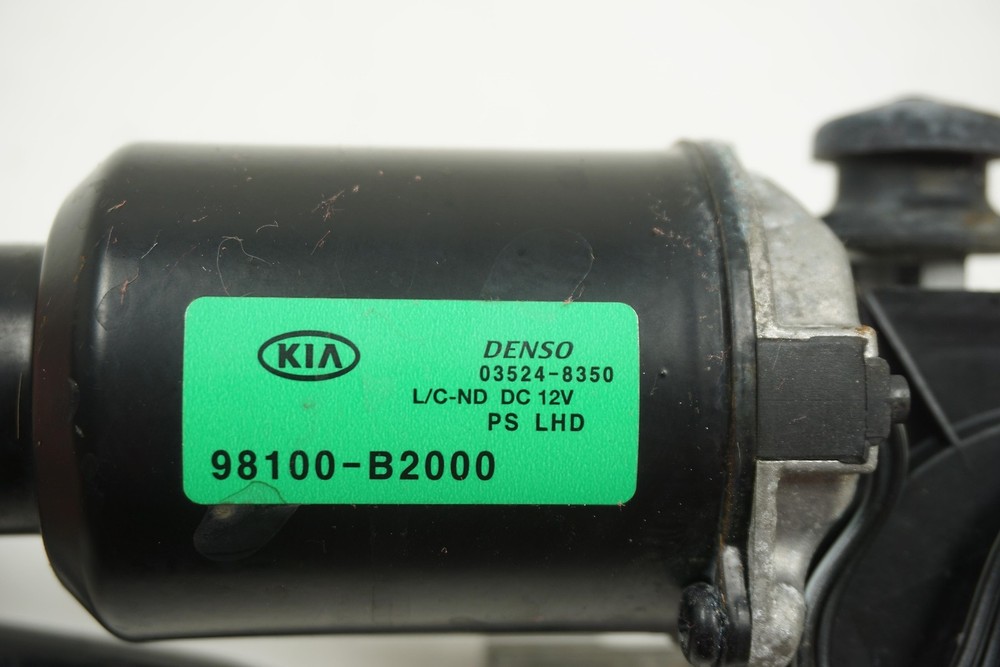 KIA
DENSO
03524-8350
L/C-ND DC 12V
PS LHD
98100-B2000